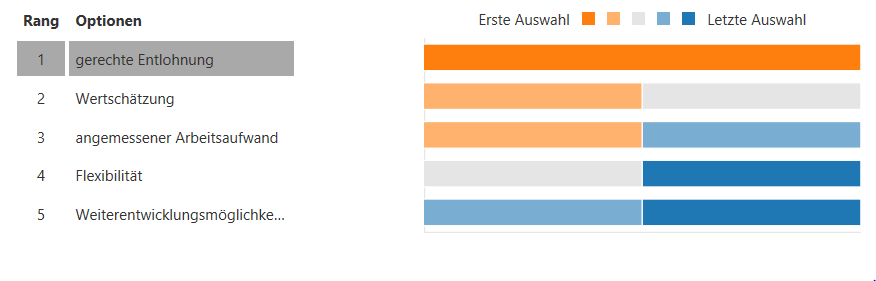 Rang Optionen Erste Auswahl Letzte Auswahl
1 gerechte Entlohnung
2 Wertschätzung
3 angemessener Arbeitsaufwand
4 Flexibilität
5 Weiterentwicklungsmöglichke...